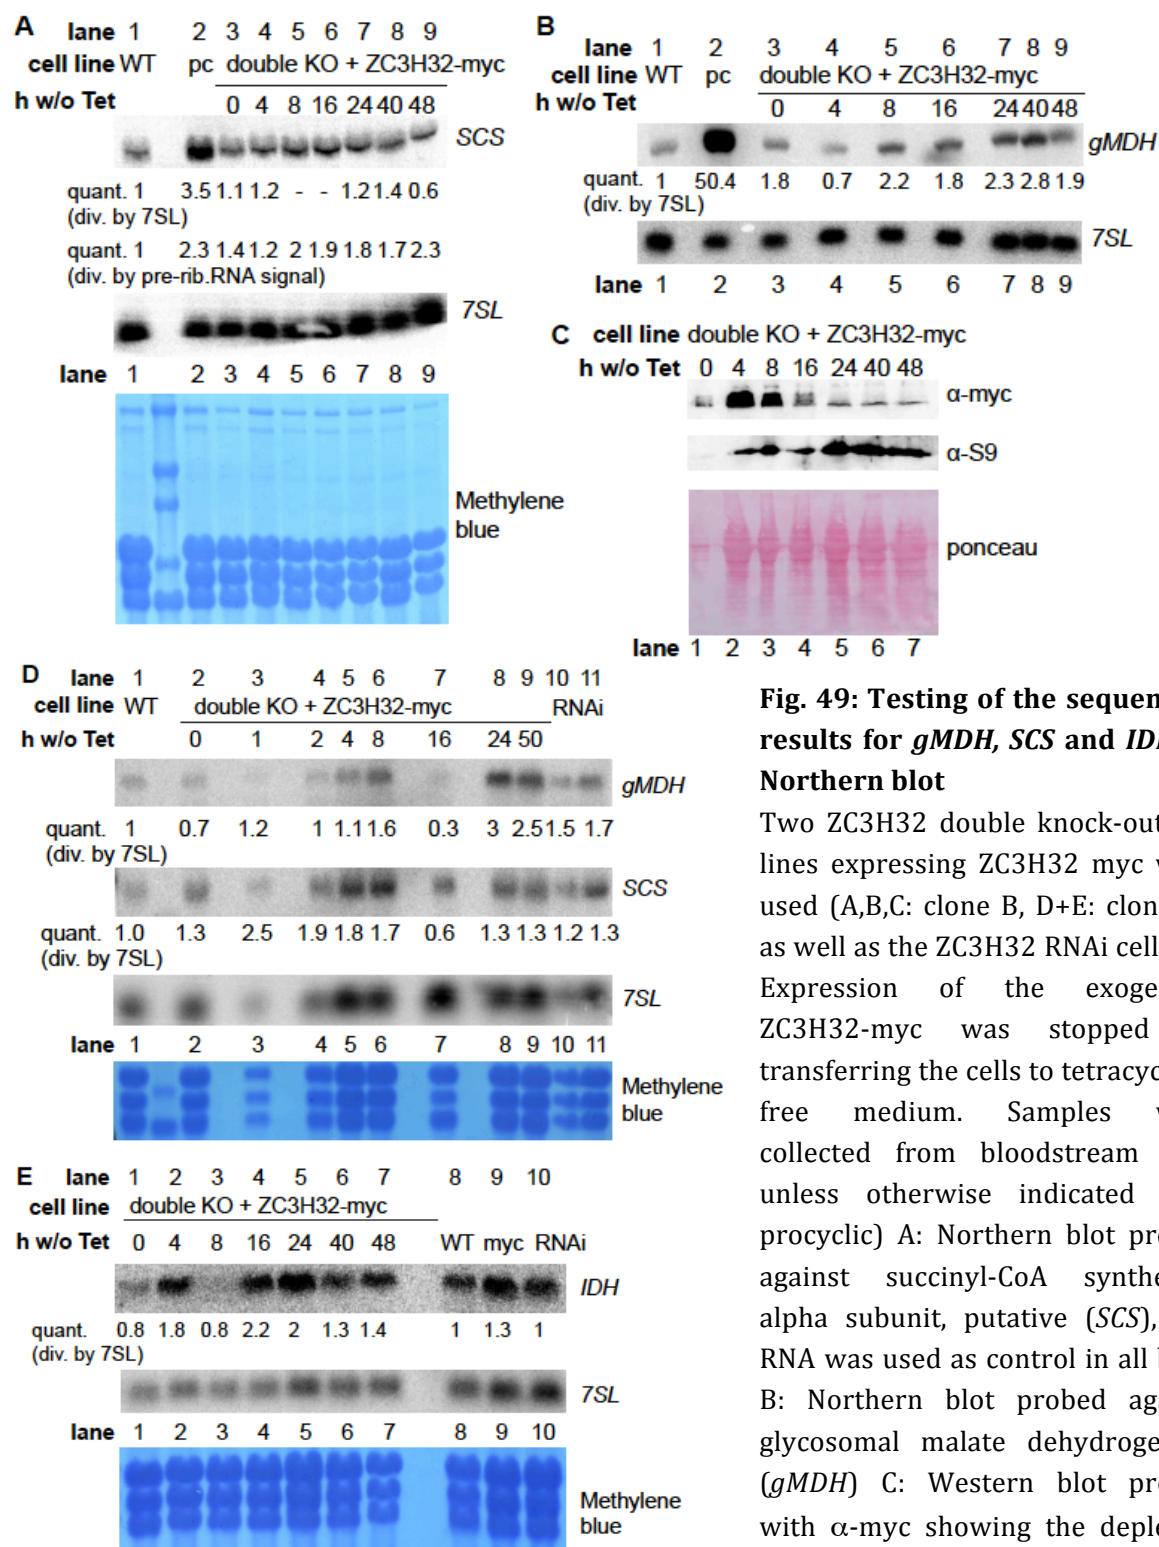 A lane 1 2 3 4 5 6 7 8 9
cell line WT pc double KO + ZC3H32-myc
h w/o Tet 0 4 8 16 24 40 48
SCS
quant. 1 3.5 1.1 1.2 - - 1.2 1.4 0.6
(div. by 7SL)
quant. 1 2.3 1.4 1.2 2 1.9 1.8 1.7 2.3
(div. by pre-rib.RNA signal)
7SL
lane 1 2 3 4 5 6 7 8 9
Methylene
blue
B lane 1 2 3 4 5 6 7 8 9
cell line WT pc double KO + ZC3H32-myc
h w/o Tet 0 4 8 16 24 40 48
gMDH
quant. 1 50.4 1.8 0.7 2.2 1.8 2.3 2.8 1.9
(div. by 7SL)
7SL
lane 1 2 3 4 5 6 7 8 9
C cell line double KO + ZC3H32-myc
h w/o Tet 0 4 8 16 24 40 48
α-myc
α-S9
ponceau
lane 1 2 3 4 5 6 7
D lane 1 2 3 4 5 6 7 8 9 10 11
cell line WT double KO + ZC3H32-myc RNAi
h w/o Tet 0 1 2 4 8 16 24 50
gMDH
quant. 1 0.7 1.2 1 1.1 1.6 0.3 3 2.5 1.5 1.7
(div. by 7SL)
SCS
quant. 1.0 1.3 2.5 1.9 1.8 1.7 0.6 1.3 1.3 1.2 1.3
(div. by 7SL)
7SL
lane 1 2 3 4 5 6 7 8 9 10 11
Methylene
blue
E lane 1 2 3 4 5 6 7 8 9 10
cell line double KO + ZC3H32-myc
h w/o Tet 0 4 8 16 24 40 48 WT myc RNAi
IDH
quant. 0.8 1.8 0.8 2.2 2 1.3 1.4 1 1.3 1
(div. by 7SL)
7SL
lane 1 2 3 4 5 6 7 8 9 10
Methylene
blue
Fig. 49: Testing of the sequen
results for gMDH, SCS and
Northern blot
Two ZC3H32 double knock-out
lines expressing ZC3H32 myc
used (A,B,C: clone B, D+E: clon
as well as the ZC3H32 RNAi cell
Expression of the exoge
ZC3H32-myc was stopped
transferring the cells to tetracyc
free medium. Samples
collected from bloodstream
unless otherwise indicated
procyclic) A: Northern blot pr
against succinyl-CoA synthe
alpha subunit, putative (SCS),
RNA was used as control in all
B: Northern blot probed aga
glycosomal malate dehydroge
(gMDH) C: Western blot pr
with α-myc showing the deple